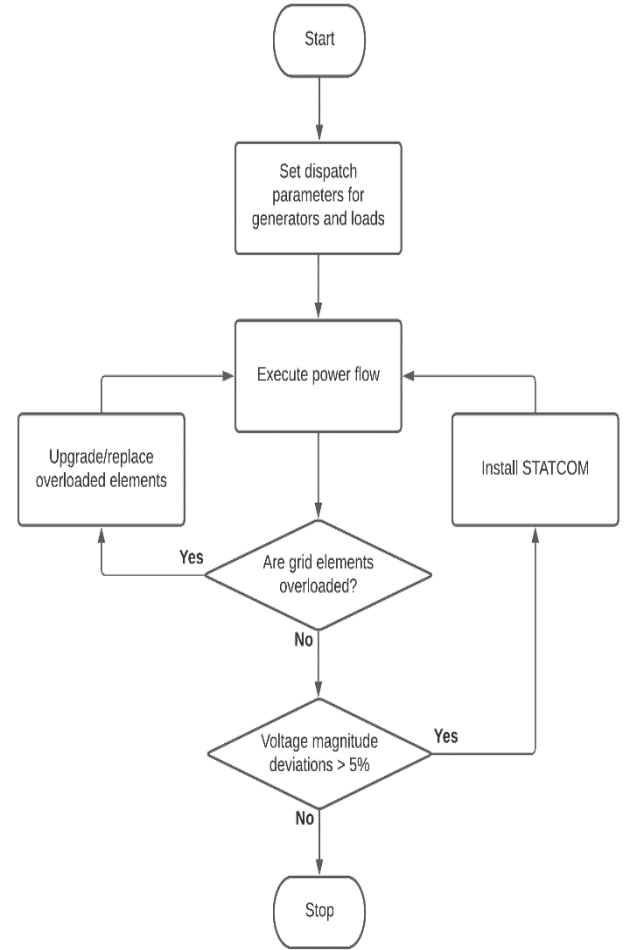 Start
Set dispatch
parameters for
generators and loads
Execute power flow
Upgrade/replace
overloaded elements
Install STATCOM
Yes
Are grid elements
overloaded?
No
Voltage magnitude
deviations > 5%
Yes
No
Stop